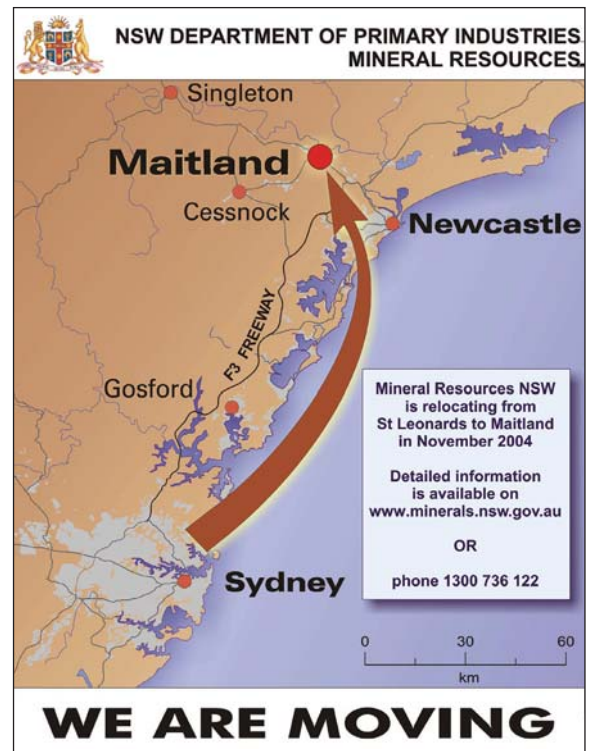 NSW DEPARTMENT OF PRIMARY INDUSTRIES
MINERAL RESOURCES
Singleton
Maitland
Cessnock
Newcastle
F3 FREEWAY
Gosford
Mineral Resources NSW
is relocating from
St Leonards to Maitland
in November 2004
Detailed information
is available on
www.minerals.nsw.gov.au
OR
phone 1300 736 122
Sydney
0 30 60
km
WE ARE MOVING